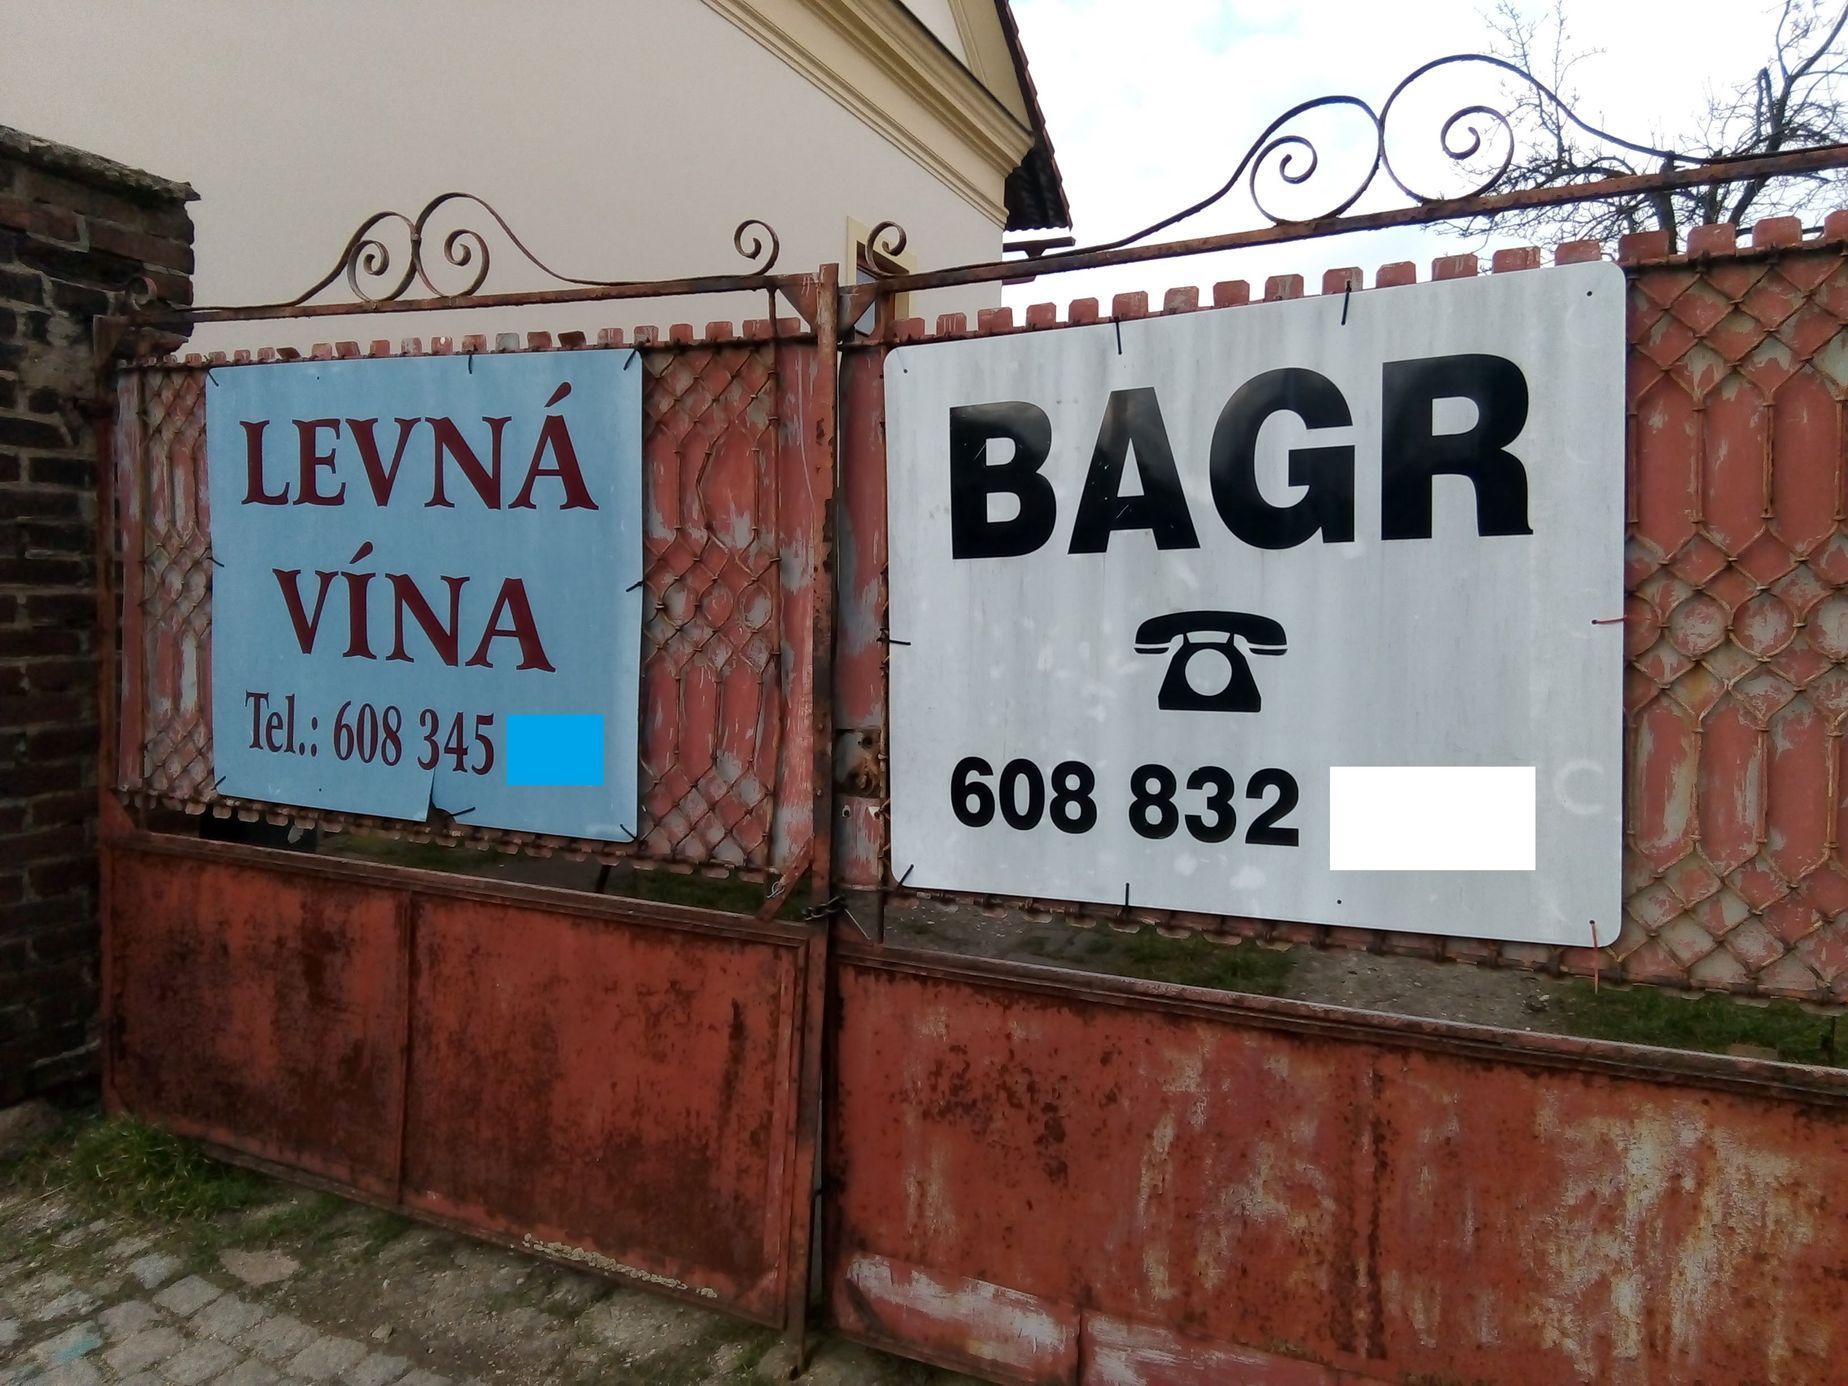 LEVNÁ
VÍNA
Tel.: 608 345
BAGR
608 832